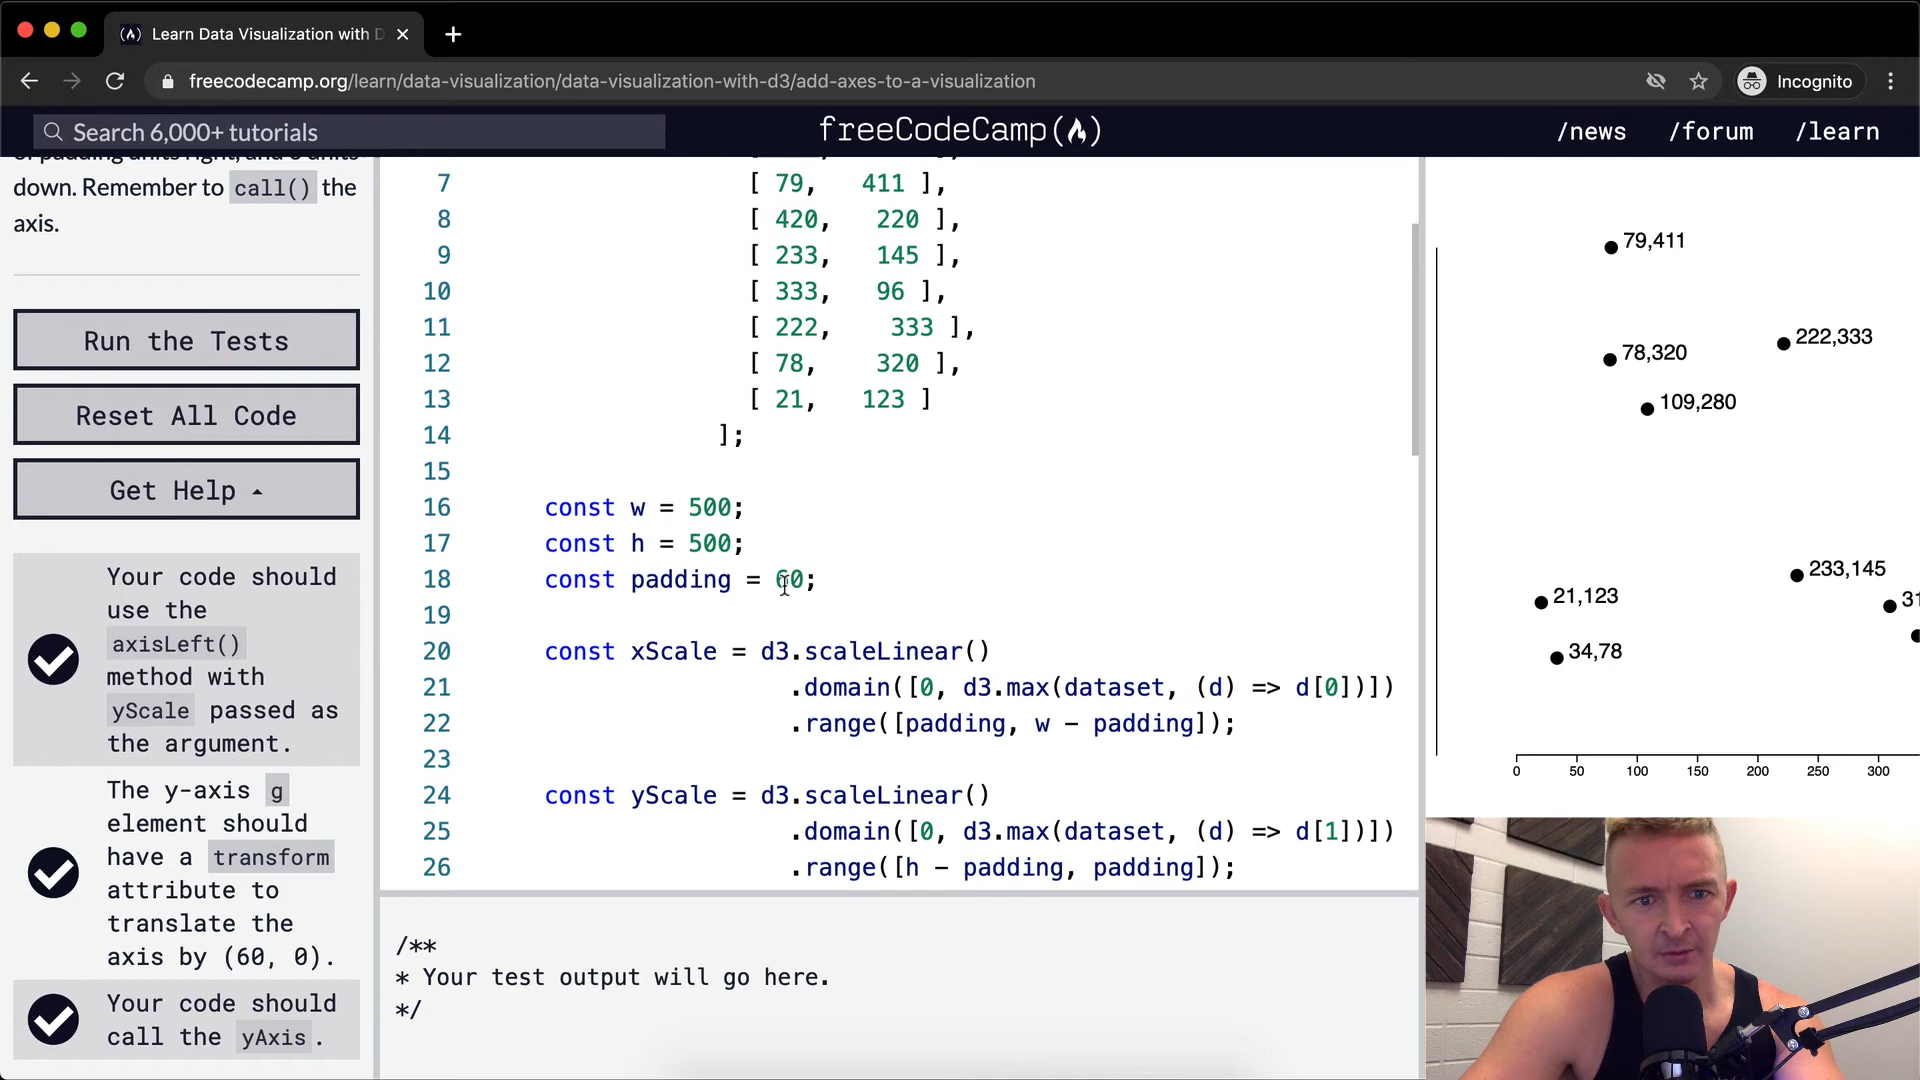 Learn Data Visualization with D
freecodecamp.org/learn/data-visualization/data-visualization-with-d3/add-axes-to-a-visualization
Incognito
Search 6,000+ tutorials
freeCodeCamp
/news
/forum
/learn
down. Remember to call() the
axis.
Run the Tests
Reset All Code
Get Help
Your code should
use the
axisLeft()
method with
yScale passed as
the argument.
The y-axis g
element should
have a transform
attribute to
translate the
axis by (60, 0).
Your code should
call the yAxis.
7 [ 79, 411 ],
8 [ 420, 220 ],
9 [ 233, 145 ],
10 [ 333, 96 ],
11 [ 222, 333 ],
12 [ 78, 320 ],
13 [ 21, 123 ]
14 ];
15
16 const w = 500;
17 const h = 500;
18 const padding = 60;
19
20 const xScale = d3.scaleLinear()
21 .domain([0, d3.max(dataset, (d) => d[0])])
22 .range([padding, w - padding]);
23
24 const yScale = d3.scaleLinear()
25 .domain([0, d3.max(dataset, (d) => d[1])])
26 .range([h - padding, padding]);
/**
* Your test output will go here.
*/
79,411
222,333
78,320
109,280
233,145
21,123
34,78
0 50 100 150 200 250 300